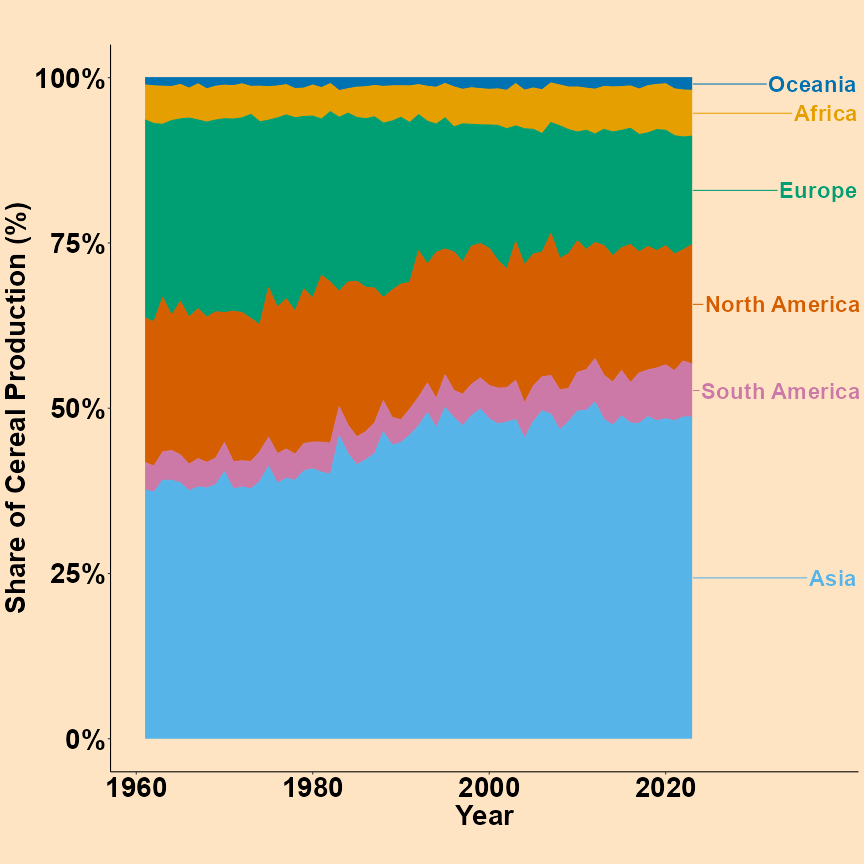 100%
75%
50%
25%
0%
Share of Cereal Production (%)
Oceania
Africa
Europe
North America
South America
Asia
1960
1980
2000
2020
Year